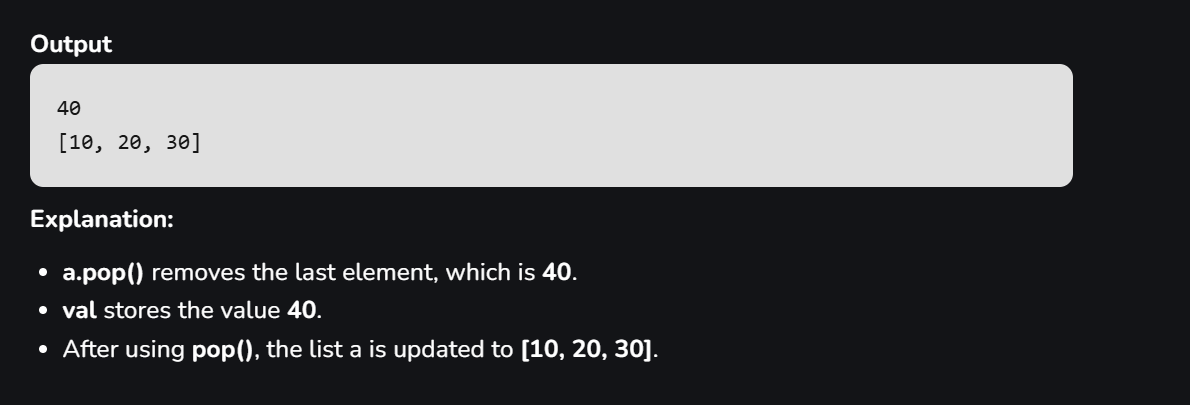 Output
40
[10, 20, 30]
Explanation:
• a.pop() removes the last element, which is 40.
• val stores the value 40.
• After using pop(), the list a is updated to [10, 20, 30].